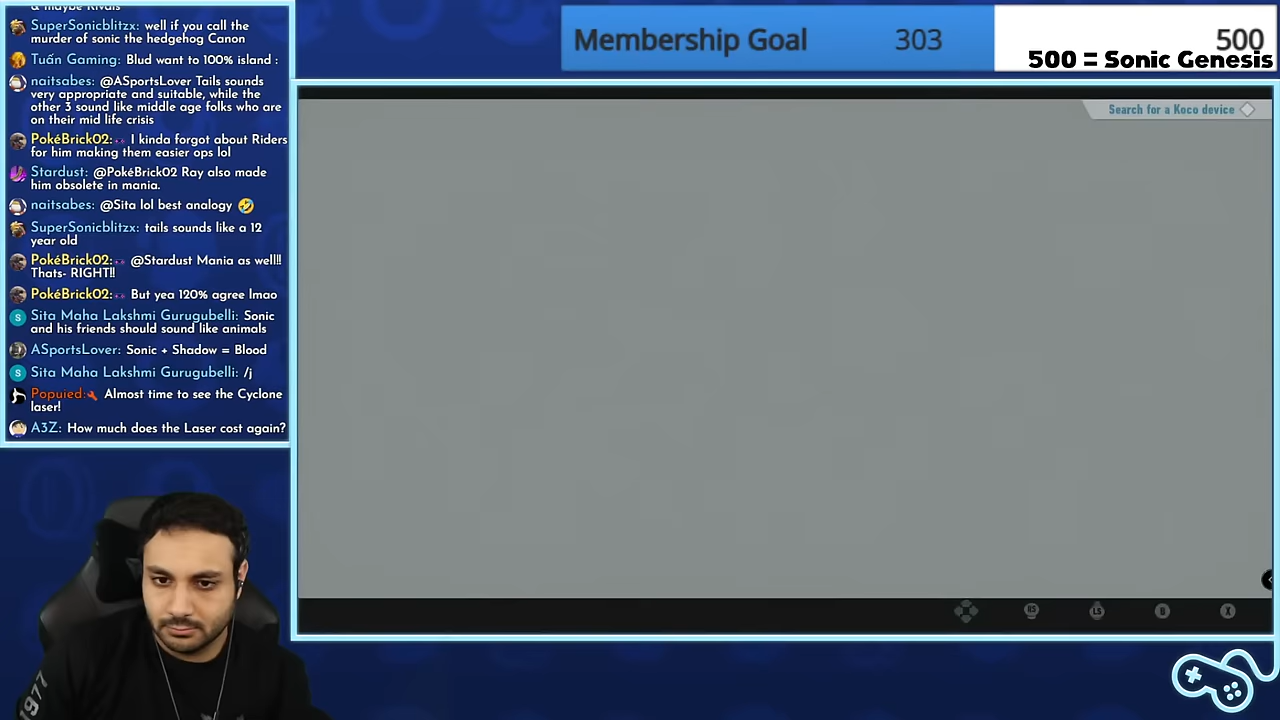 & maybe Rivals
SuperSonicblitzx: well if you call the
murder of sonic the hedgehog Canon
Tuấn Gaming: Blud want to 100% island :
naitsabes: @ASportsLover Tails sounds
very appropriate and suitable, while the
other 3 sound like middle age folks who are
on their mid life crisis
PokéBrick02: I kinda forgot about Riders
for him making them easier ops lol
Stardust: @PokéBrick02 Ray also made
him obsolete in mania.
naitsabes: @Sita lol best analogy 🤣
SuperSonicblitzx: tails sounds like a 12
year old
PokéBrick02: @Stardust Mania as well!!
Thats- RIGHT!!
PokéBrick02: But yea 120% agree lmao
S Sita Maha Lakshmi Gurugubelli: Sonic
and his friends should sound like animals
ASportsLover: Sonic + Shadow = Blood
S Sita Maha Lakshmi Gurugubelli: /j
Popuied: Almost time to see the Cyclone
laser!
A3Z: How much does the Laser cost again?
Membership Goal 303 500
500 = Sonic Genesis
Search for a Koco device
RS LS B X
1977